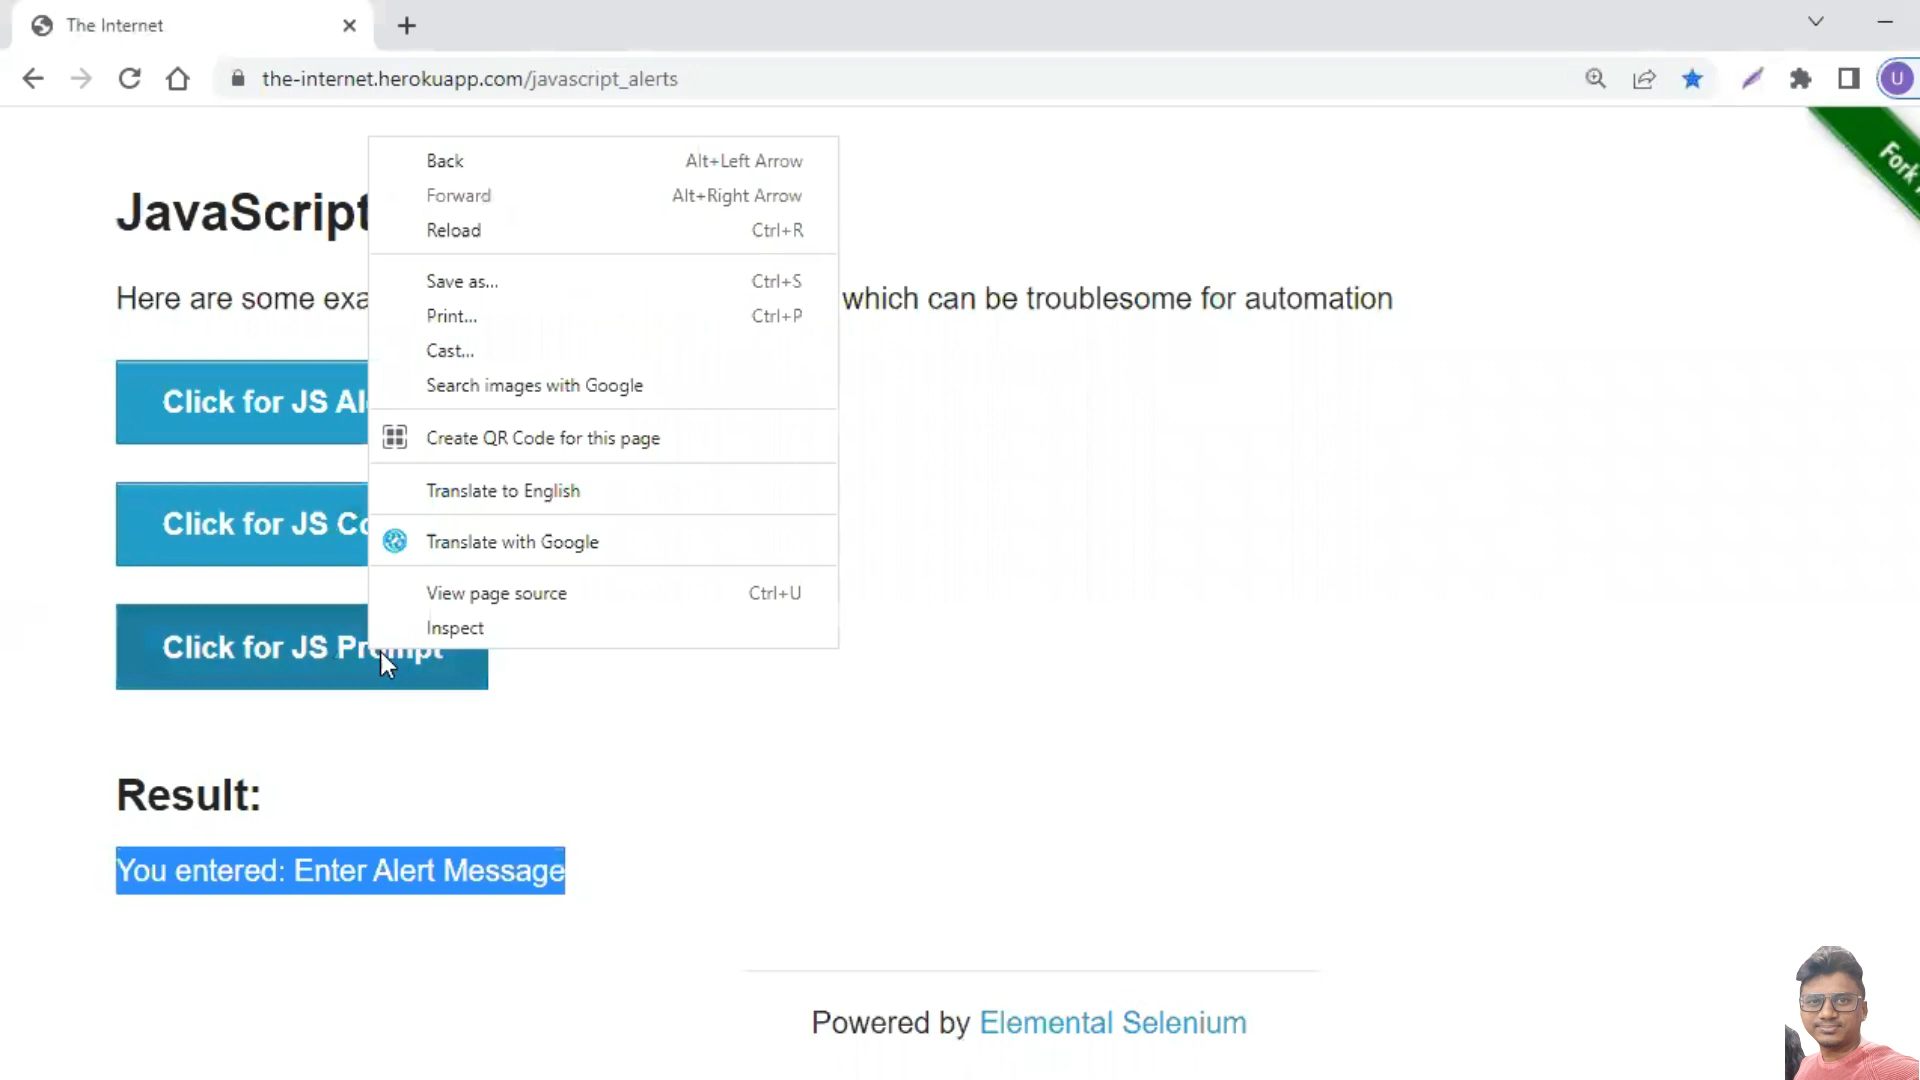 The Internet
the-internet.herokuapp.com/javascript_alerts
U
Fork
Back Alt+Left Arrow
Forward Alt+Right Arrow
Reload Ctrl+R
Save as... Ctrl+S
Print... Ctrl+P
Cast...
Search images with Google
Create QR Code for this page
Translate to English
Translate with Google
View page source Ctrl+U
Inspect
JavaScript
Here are some exa which can be troublesome for automation
Click for JS Al
Click for JS Co
Click for JS Prompt
Result:
You entered: Enter Alert Message
Powered by Elemental Selenium